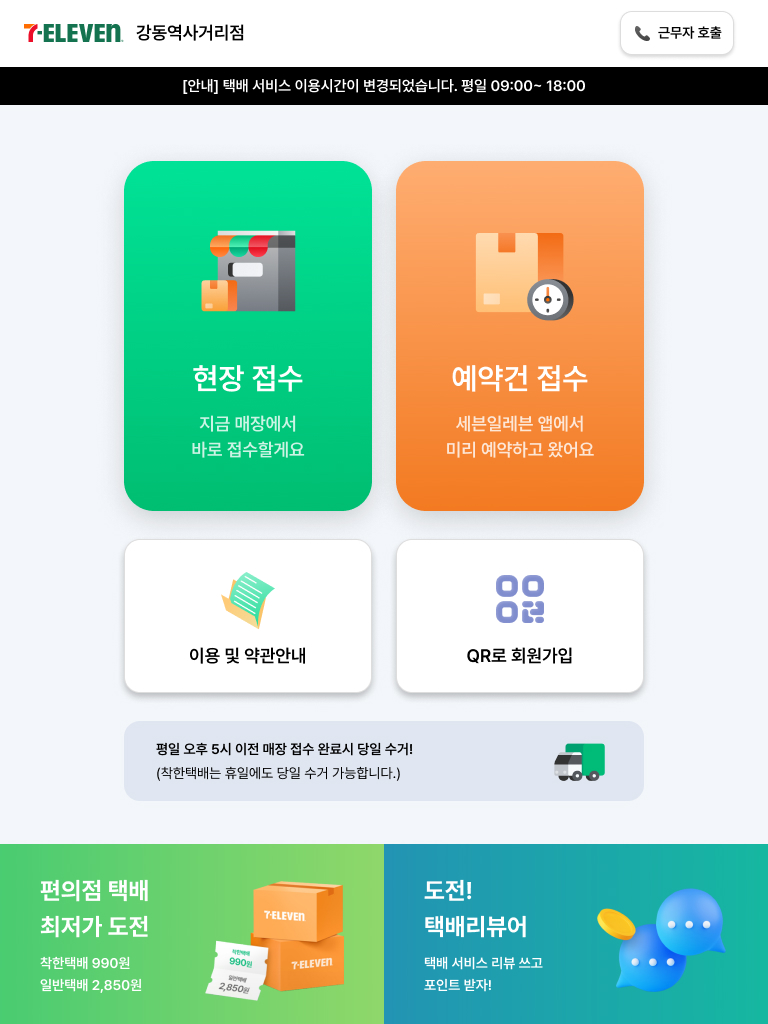 7-ELEVEN. 강동역사거리점
근무자 호출
[안내] 택배 서비스 이용시간이 변경되었습니다. 평일 09:00~ 18:00
현장 접수
지금 매장에서
바로 접수할게요
예약건 접수
세븐일레븐 앱에서
미리 예약하고 왔어요
이용 및 약관안내
QR로 회원가입
평일 오후 5시 이전 매장 접수 완료시 당일 수거!
(착한택배는 휴일에도 당일 수거 가능합니다.)
편의점 택배
최저가 도전
착한택배 990원
일반택배 2,850원
7-ELEVEN
7-ELEVEN
착한택배
990원
일반택배
2,850원
도전!
택배리뷰어
택배 서비스 리뷰 쓰고
포인트 받자!